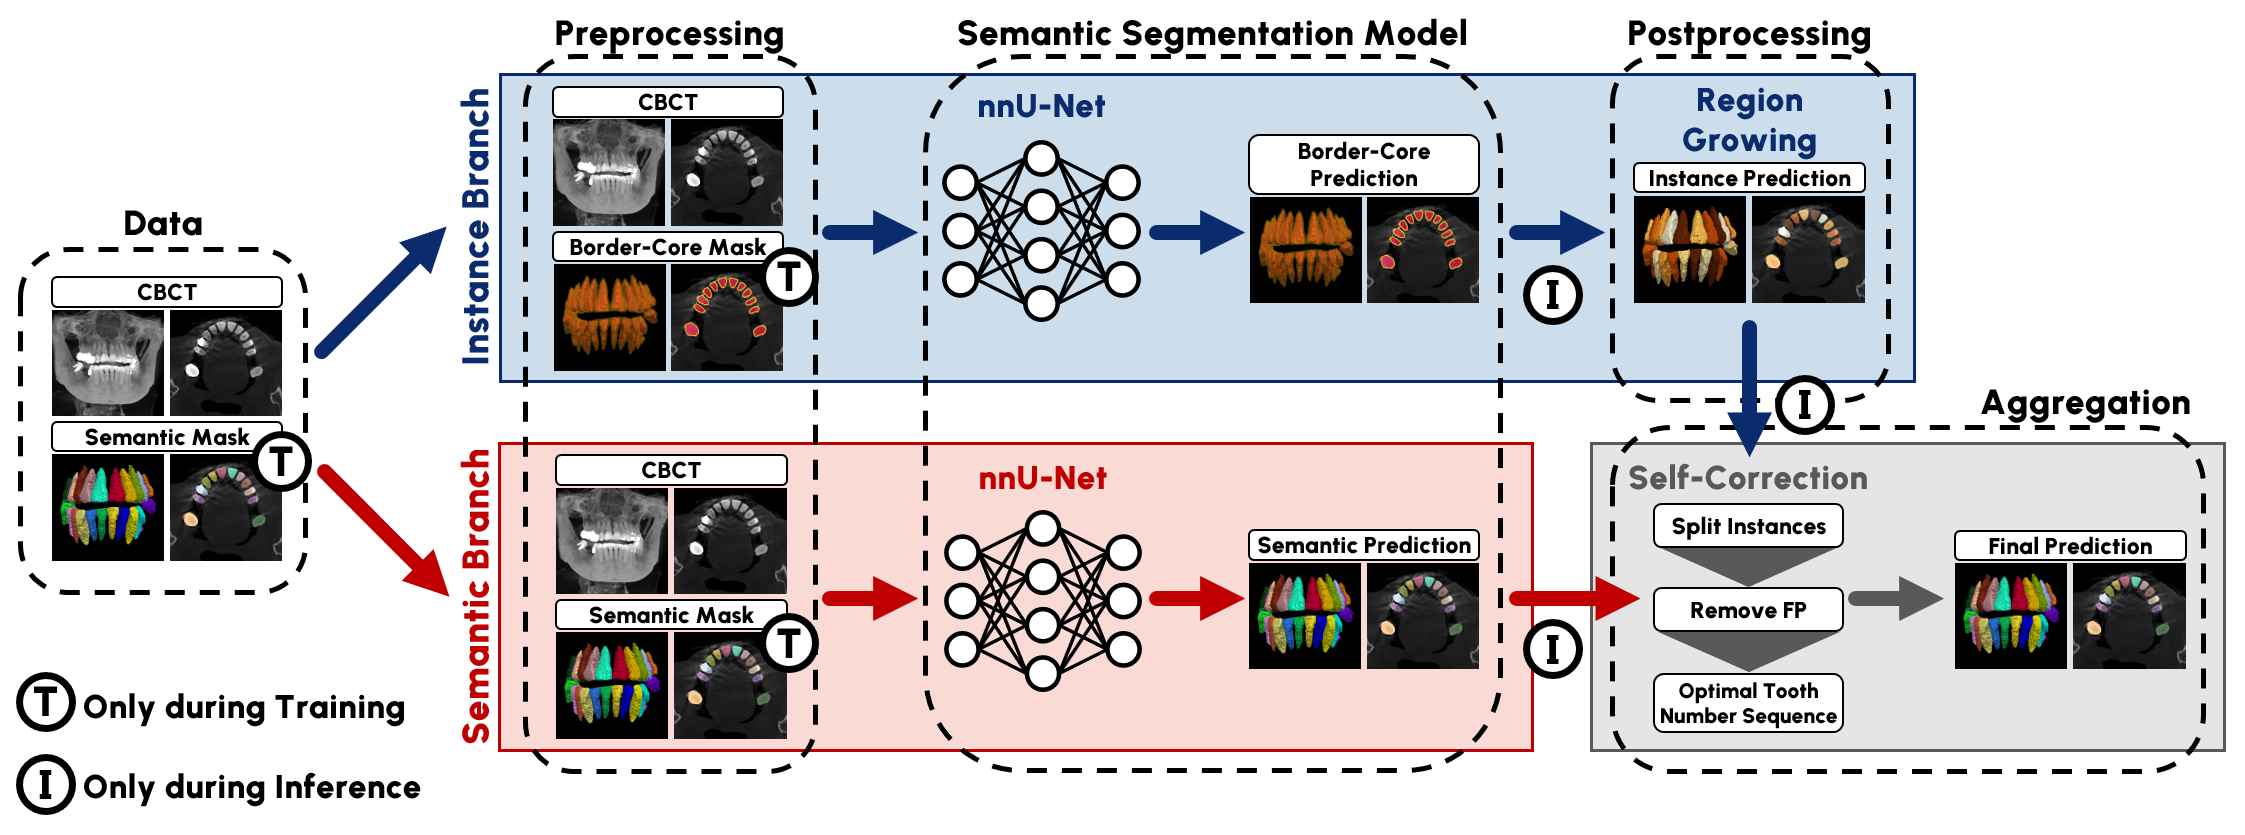 Preprocessing
Semantic Segmentation Model
Postprocessing
Data
CBCT
Semantic Mask
T
Instance Branch
CBCT
Border-Core Mask
T
nnU-Net
Border-Core
Prediction
I
Region
Growing
Instance Prediction
I
Semantic Branch
CBCT
Semantic Mask
T
nnU-Net
Semantic Prediction
I
Aggregation
Self-Correction
Split Instances
Remove FP
Optimal Tooth
Number Sequence
Final Prediction
T Only during Training
I Only during Inference